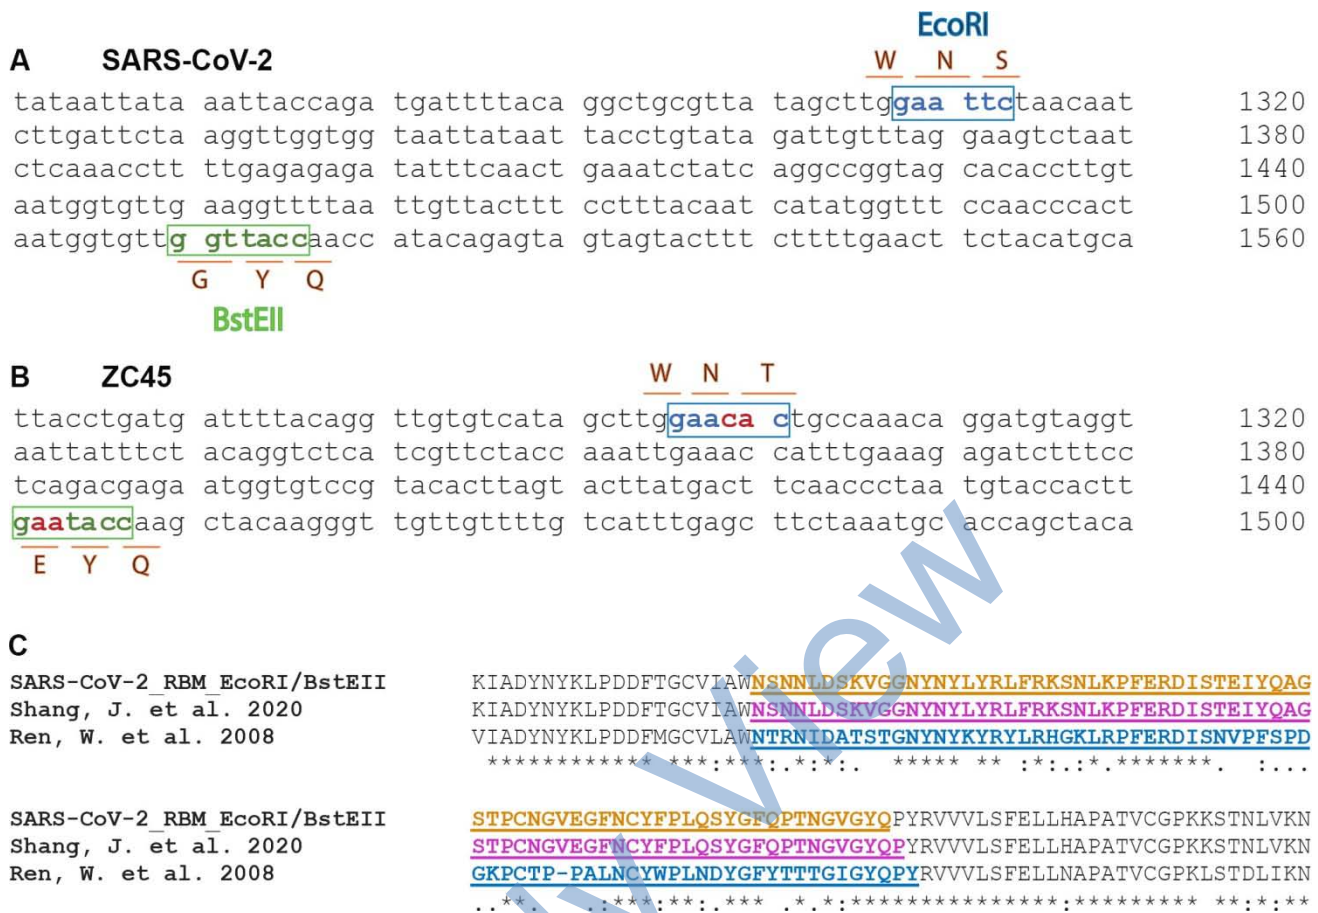 EcoRI
A SARS-CoV-2 W N S
tataattata aattaccaga tgattttaca ggctgcgtta tagcttggaa ttctaacaat 1320
cttgattcta aggttggtgg taattataat tacctgtata gattgtttag gaagtctaat 1380
ctcaaacctt ttgagagaga tatttcaact gaaatctatc aggccggtag cacaccttgt 1440
aatggtgttg aaggttttaa ttgttacttt cctttacaat catatggttt ccaacccact 1500
aatggtgttg gttaccaacc atacagagta gtagtacttt cttttgaact tctacatgca 1560
G Y Q
BstEII
B ZC45 W N T
ttacctgatg attttacagg ttgtgtcata gcttggaaca ctgccaaaca ggatgtaggt 1320
aattatttct acaggtctca tcgttctacc aaattgaaac catttgaaag agatctttcc 1380
tcagacgaga atggtgtccg tacacttagt acttatgact tcaaccctaa tgtaccactt 1440
gaataccaag ctacaagggt tgttgttttg tcatttgagc ttctaaatgc accagctaca 1500
E Y Q
C
SARS-CoV-2_RBM_EcoRI/BstEII KIADYNYKLPDDFTGCVIAWNSNNLDSKVGGNYNYLYRLFRKSNLKPFERDISTEIYQAG
Shang, J. et al. 2020 KIADYNYKLPDDFTGCVIAWNSNNLDSKVGGNYNYLYRLFRKSNLKPFERDISTEIYQAG
Ren, W. et al. 2008 VIADYNYKLPDDFMGCVLAWNTRNIDATSTGNYNYKYRYLRHGKLRPFERDISNVPFSPD
************ ***:***:.*:*:. ***** ** :*:.:*.*******. :...
SARS-CoV-2_RBM_EcoRI/BstEII STPCNGVEGFNCYFPLQSYGFQPTNGVGYQPYRVVVLSFELLHAPATVCGPKKSTNLVKN
Shang, J. et al. 2020 STPCNGVEGFNCYFPLQSYGFQPTNGVGYQPYRVVVLSFELLHAPATVCGPKKSTNLVKN
Ren, W. et al. 2008 GKPCTP-PALNCYWPLNDYGFYTTTGIGYQPYRVVVLSFELLNAPATVCGPKLSTDLIKN
..**. .:***:**:.*** .*.*:***************:********* **:*:**
View